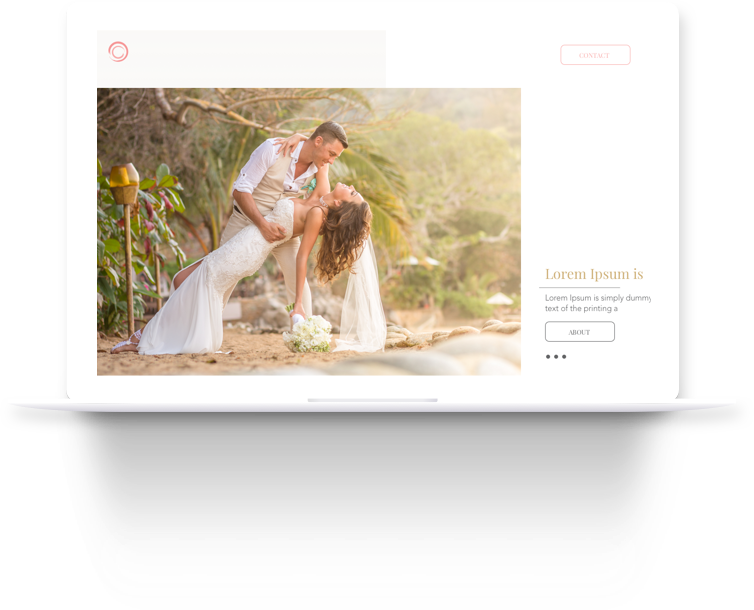 CONTACT
Lorem Ipsum is
Lorem Ipsum is simply dummy
text of the printing a
ABOUT